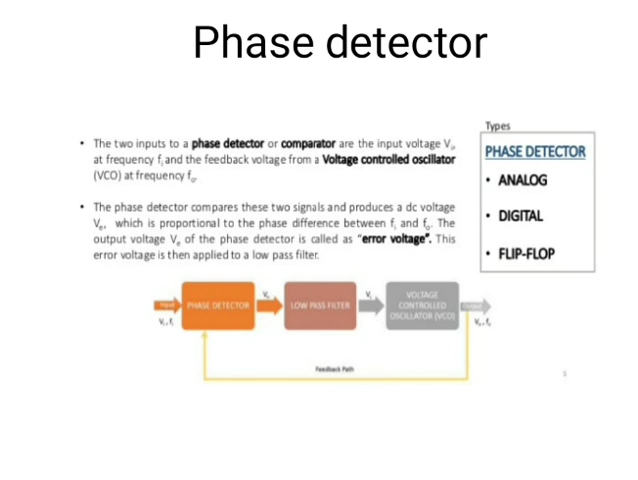 Phase detector
Types
• The two inputs to a phase detector or comparator are the input voltage Vi,
at frequency fi and the feedback voltage from a Voltage controlled oscillator
(VCO) at frequency fo.
• The phase detector compares these two signals and produces a dc voltage
Ve, which is proportional to the phase difference between fi and fo. The
output voltage Ve of the phase detector is called as "error voltage". This
error voltage is then applied to a low pass filter.
PHASE DETECTOR
• ANALOG
• DIGITAL
• FLIP-FLOP
Input
Vi, fi
PHASE DETECTOR
Ve
LOW PASS FILTER
VOLTAGE
CONTROLLED
OSCILLATOR (VCO)
Output
Vo, fo
Feedback Path